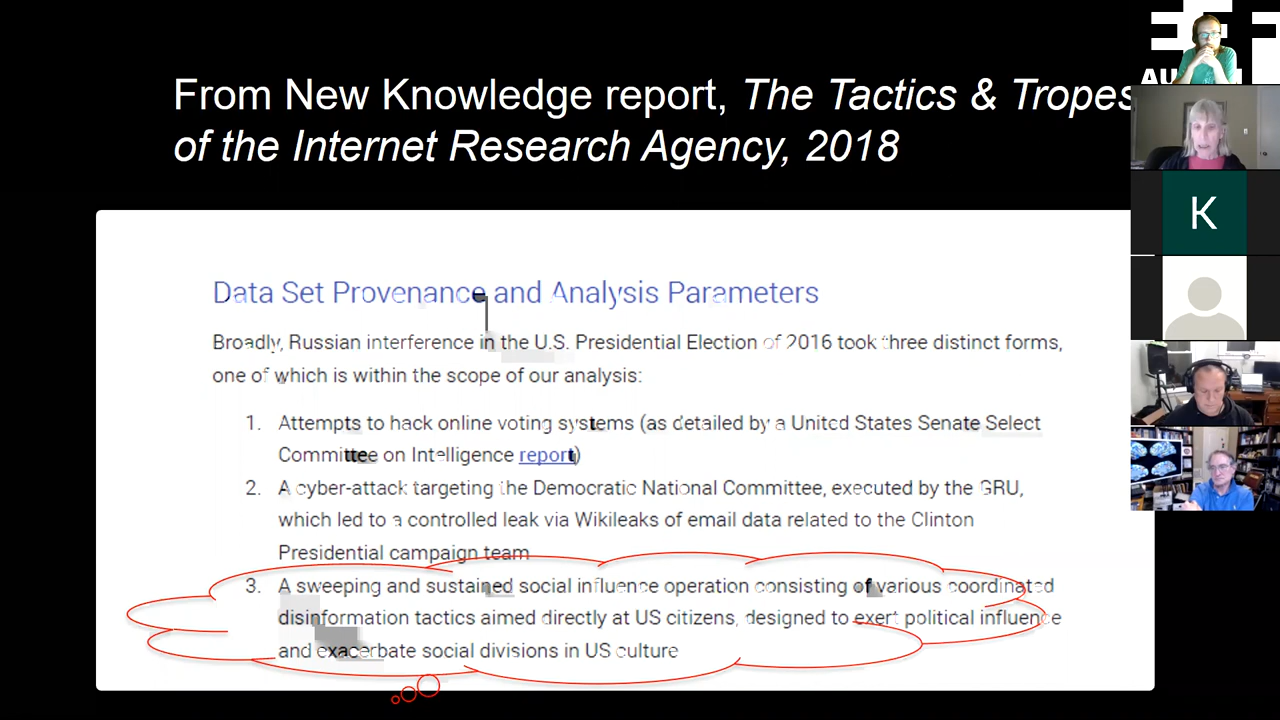 From New Knowledge report, The Tactics & Tropes
of the Internet Research Agency, 2018
Data Set Provenance and Analysis Parameters
Broadly, Russian interference in the U.S. Presidential Election of 2016 took three distinct forms,
one of which is within the scope of our analysis:
1. Attempts to hack online voting systems (as detailed by a United States Senate Select
Committee on Intelligence report)
2. A cyber-attack targeting the Democratic National Committee, executed by the GRU,
which led to a controlled leak via Wikileaks of email data related to the Clinton
Presidential campaign team
3. A sweeping and sustained social influence operation consisting of various coordinated
disinformation tactics aimed directly at US citizens, designed to exert political influence
and exacerbate social divisions in US culture
K